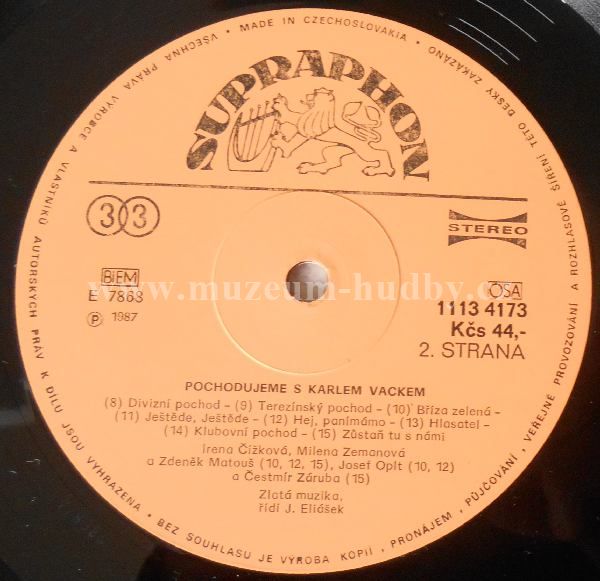 VŠECHNA PRÁVA VÝROBCE A VLASTNÍKŮ AUTORSKÝCH PRÁV K DÍLU JSOU VYHRAZENA • BEZ SOUHLASU JE VÝROBA KOPIÍ, PRONÁJEM, PŮJČOVÁNÍ, VEŘEJNÉ PROVOZOVÁNÍ A ROZHLASOVÉ ŠÍŘENÍ TÉTO DESKY ZAKÁZÁNO • MADE IN CZECHOSLOVAKIA •
SUPRAPHON
33
STEREO
BIEM
E 7863
℗ 1987
OSA
1113 4173
Kčs 44,-
2. STRANA
www.muzeum-hudby.c
POCHODUJEME S KARLEM VACKEM
(8) Divizní pochod - (9) Terezínský pochod - (10) Bříza zelená -
(11) Ještěde, Ještěde - (12) Hej, panímámo - (13) Hlasatel -
(14) Klubovní pochod - (15) Zůstaň tu s námi
Irena Čížková, Milena Zemanová
a Zdeněk Matouš (10, 12, 15), Josef Oplt (10, 12)
a Čestmír Záruba (15)
Zlatá muzika,
řídí J. Eliášek